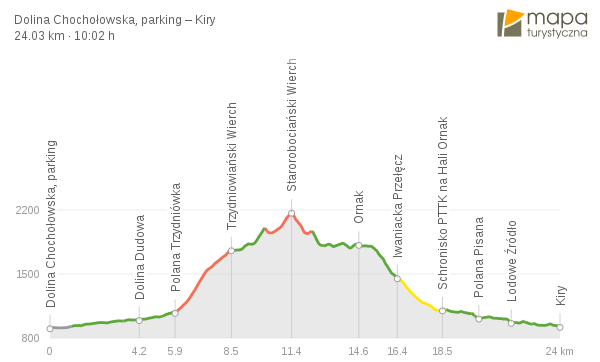 Dolina Chochołowska, parking – Kiry
24.03 km · 10:02 h
mapa
turystyczna
Dolina Chochołowska, parking
Dolina Dudowa
Polana Trzydniówka
Trzydniowiański Wierch
Starorobociański Wierch
Ornak
Iwaniacka Przełęcz
Schronisko PTTK na Hali Ornak
Polana Pisana
Lodowe Źródło
Kiry
2200
1500
800
0 4.2 5.9 8.5 11.4 14.6 16.4 18.5 24 km